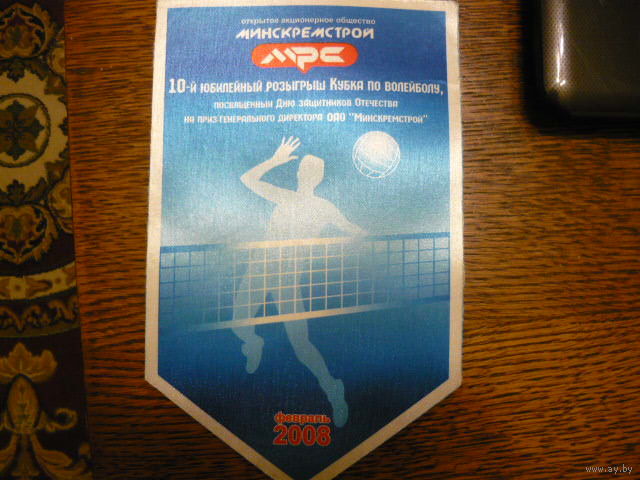 открытое акционерное общество
МИНСКРЕМСТРОЙ
МРС
10-й юбилейный розыгрыш Кубка по волейболу,
посвященный Дню защитников Отечества
на приз генерального директора ОАО "Минскремстрой"
февраль
2008
www.ay.by